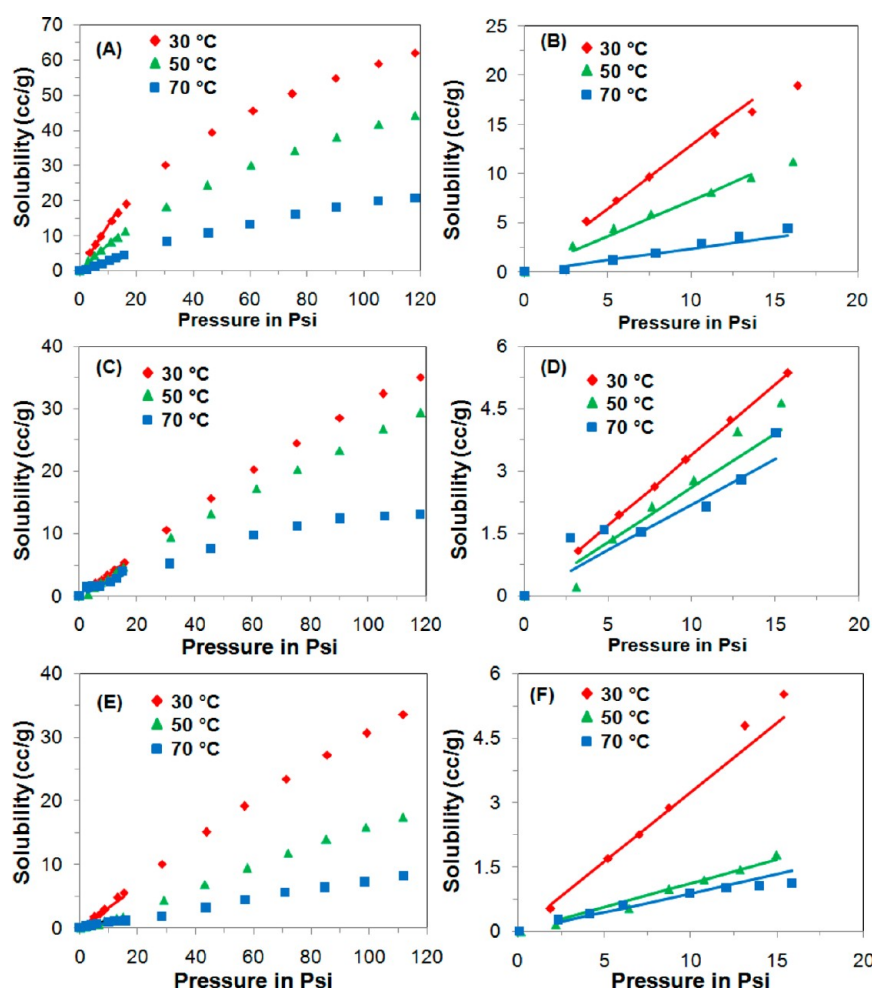 (A)
30 °C
50 °C
70 °C
Solubility (cc/g)
70
60
50
40
30
20
10
0
0 20 40 60 80 100 120
Pressure in Psi
(B)
30 °C
50 °C
70 °C
Solubility (cc/g)
25
20
15
10
5
0
0 5 10 15 20
Pressure in Psi
(C)
30 °C
50 °C
70 °C
Solubility (cc/g)
40
30
20
10
0
0 20 40 60 80 100 120
Pressure in Psi
(D)
30 °C
50 °C
70 °C
Solubility (cc/g)
6
4.5
3
1.5
0
0 5 10 15 20
Pressure in Psi
(E)
30 °C
50 °C
70 °C
Solubility (cc/g)
40
30
20
10
0
0 20 40 60 80 100 120
Pressure in Psi
(F)
30 °C
50 °C
70 °C
Solubility (cc/g)
6
4.5
3
1.5
0
0 5 10 15 20
Pressure in Psi